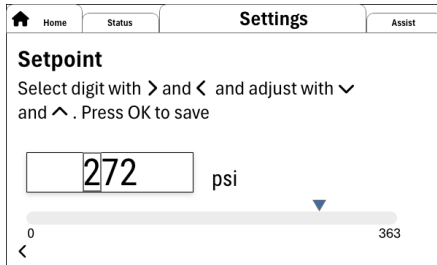 Home Status Settings Assist
Setpoint
Select digit with > and < and adjust with ⌄
and ^ . Press OK to save
272 psi
0 363
<